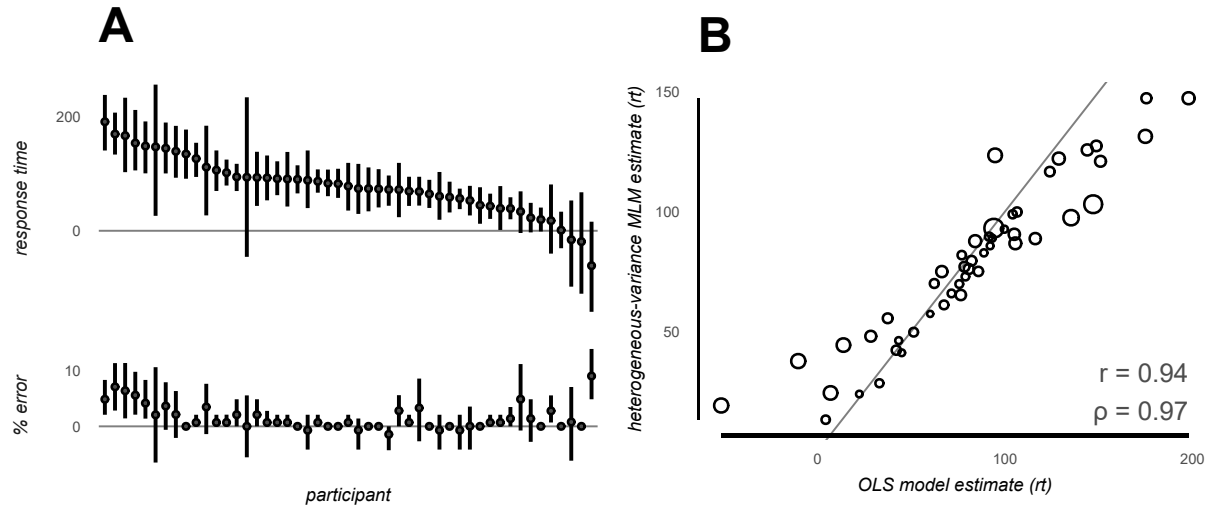 A
200
0
response time
10
0
% error
participant
B
150
100
50
heterogeneous-variance MLM estimate (rt)
r = 0.94
ρ = 0.97
0
100
200
OLS model estimate (rt)